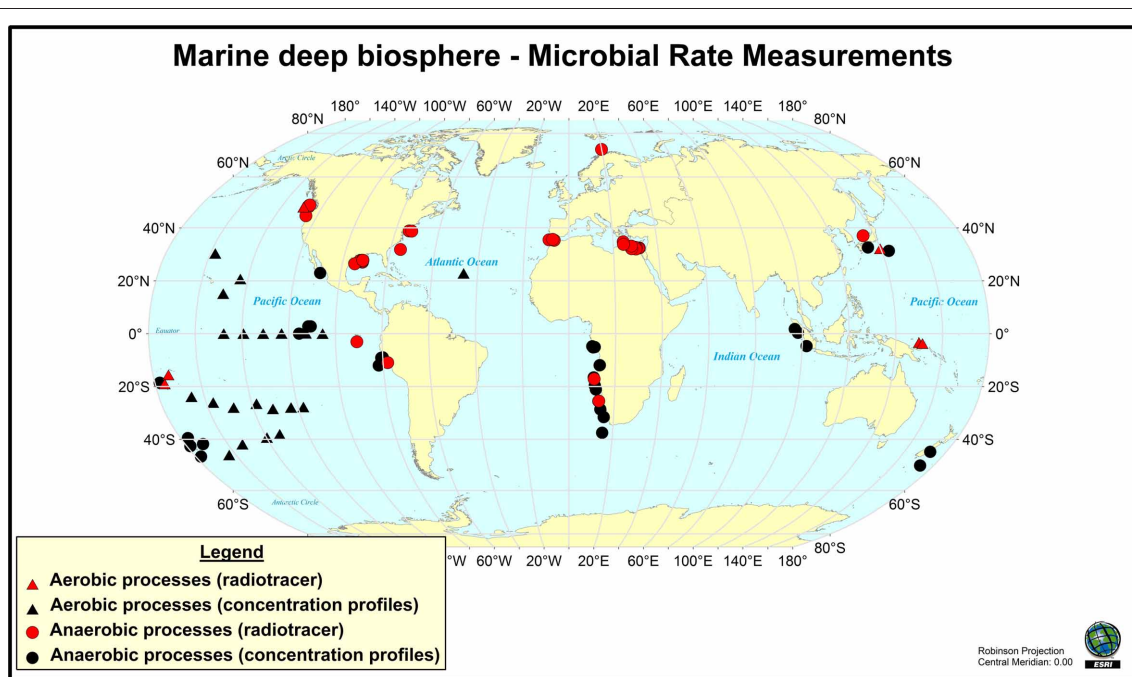 Marine deep biosphere - Microbial Rate Measurements
180° 140°W 100°W 60°W 20°W 20°E 60°E 100°E 140°E 180°
80°N 80°N
Arctic Circle
60°N 60°N
40°N 40°N
Atlantic Ocean
20°N 20°N
Pacific Ocean Pacific Ocean
Equator
0° 0°
Indian Ocean
20°S 20°S
40°S 40°S
60°S 60°S
Antarctic Circle
80°S
°W 60°W 20°W 20°E 60°E 100°E 140°E 180°
Legend
Aerobic processes (radiotracer)
Aerobic processes (concentration profiles)
Anaerobic processes (radiotracer)
Anaerobic processes (concentration profiles)
Robinson Projection
Central Meridian: 0.00
ESRI